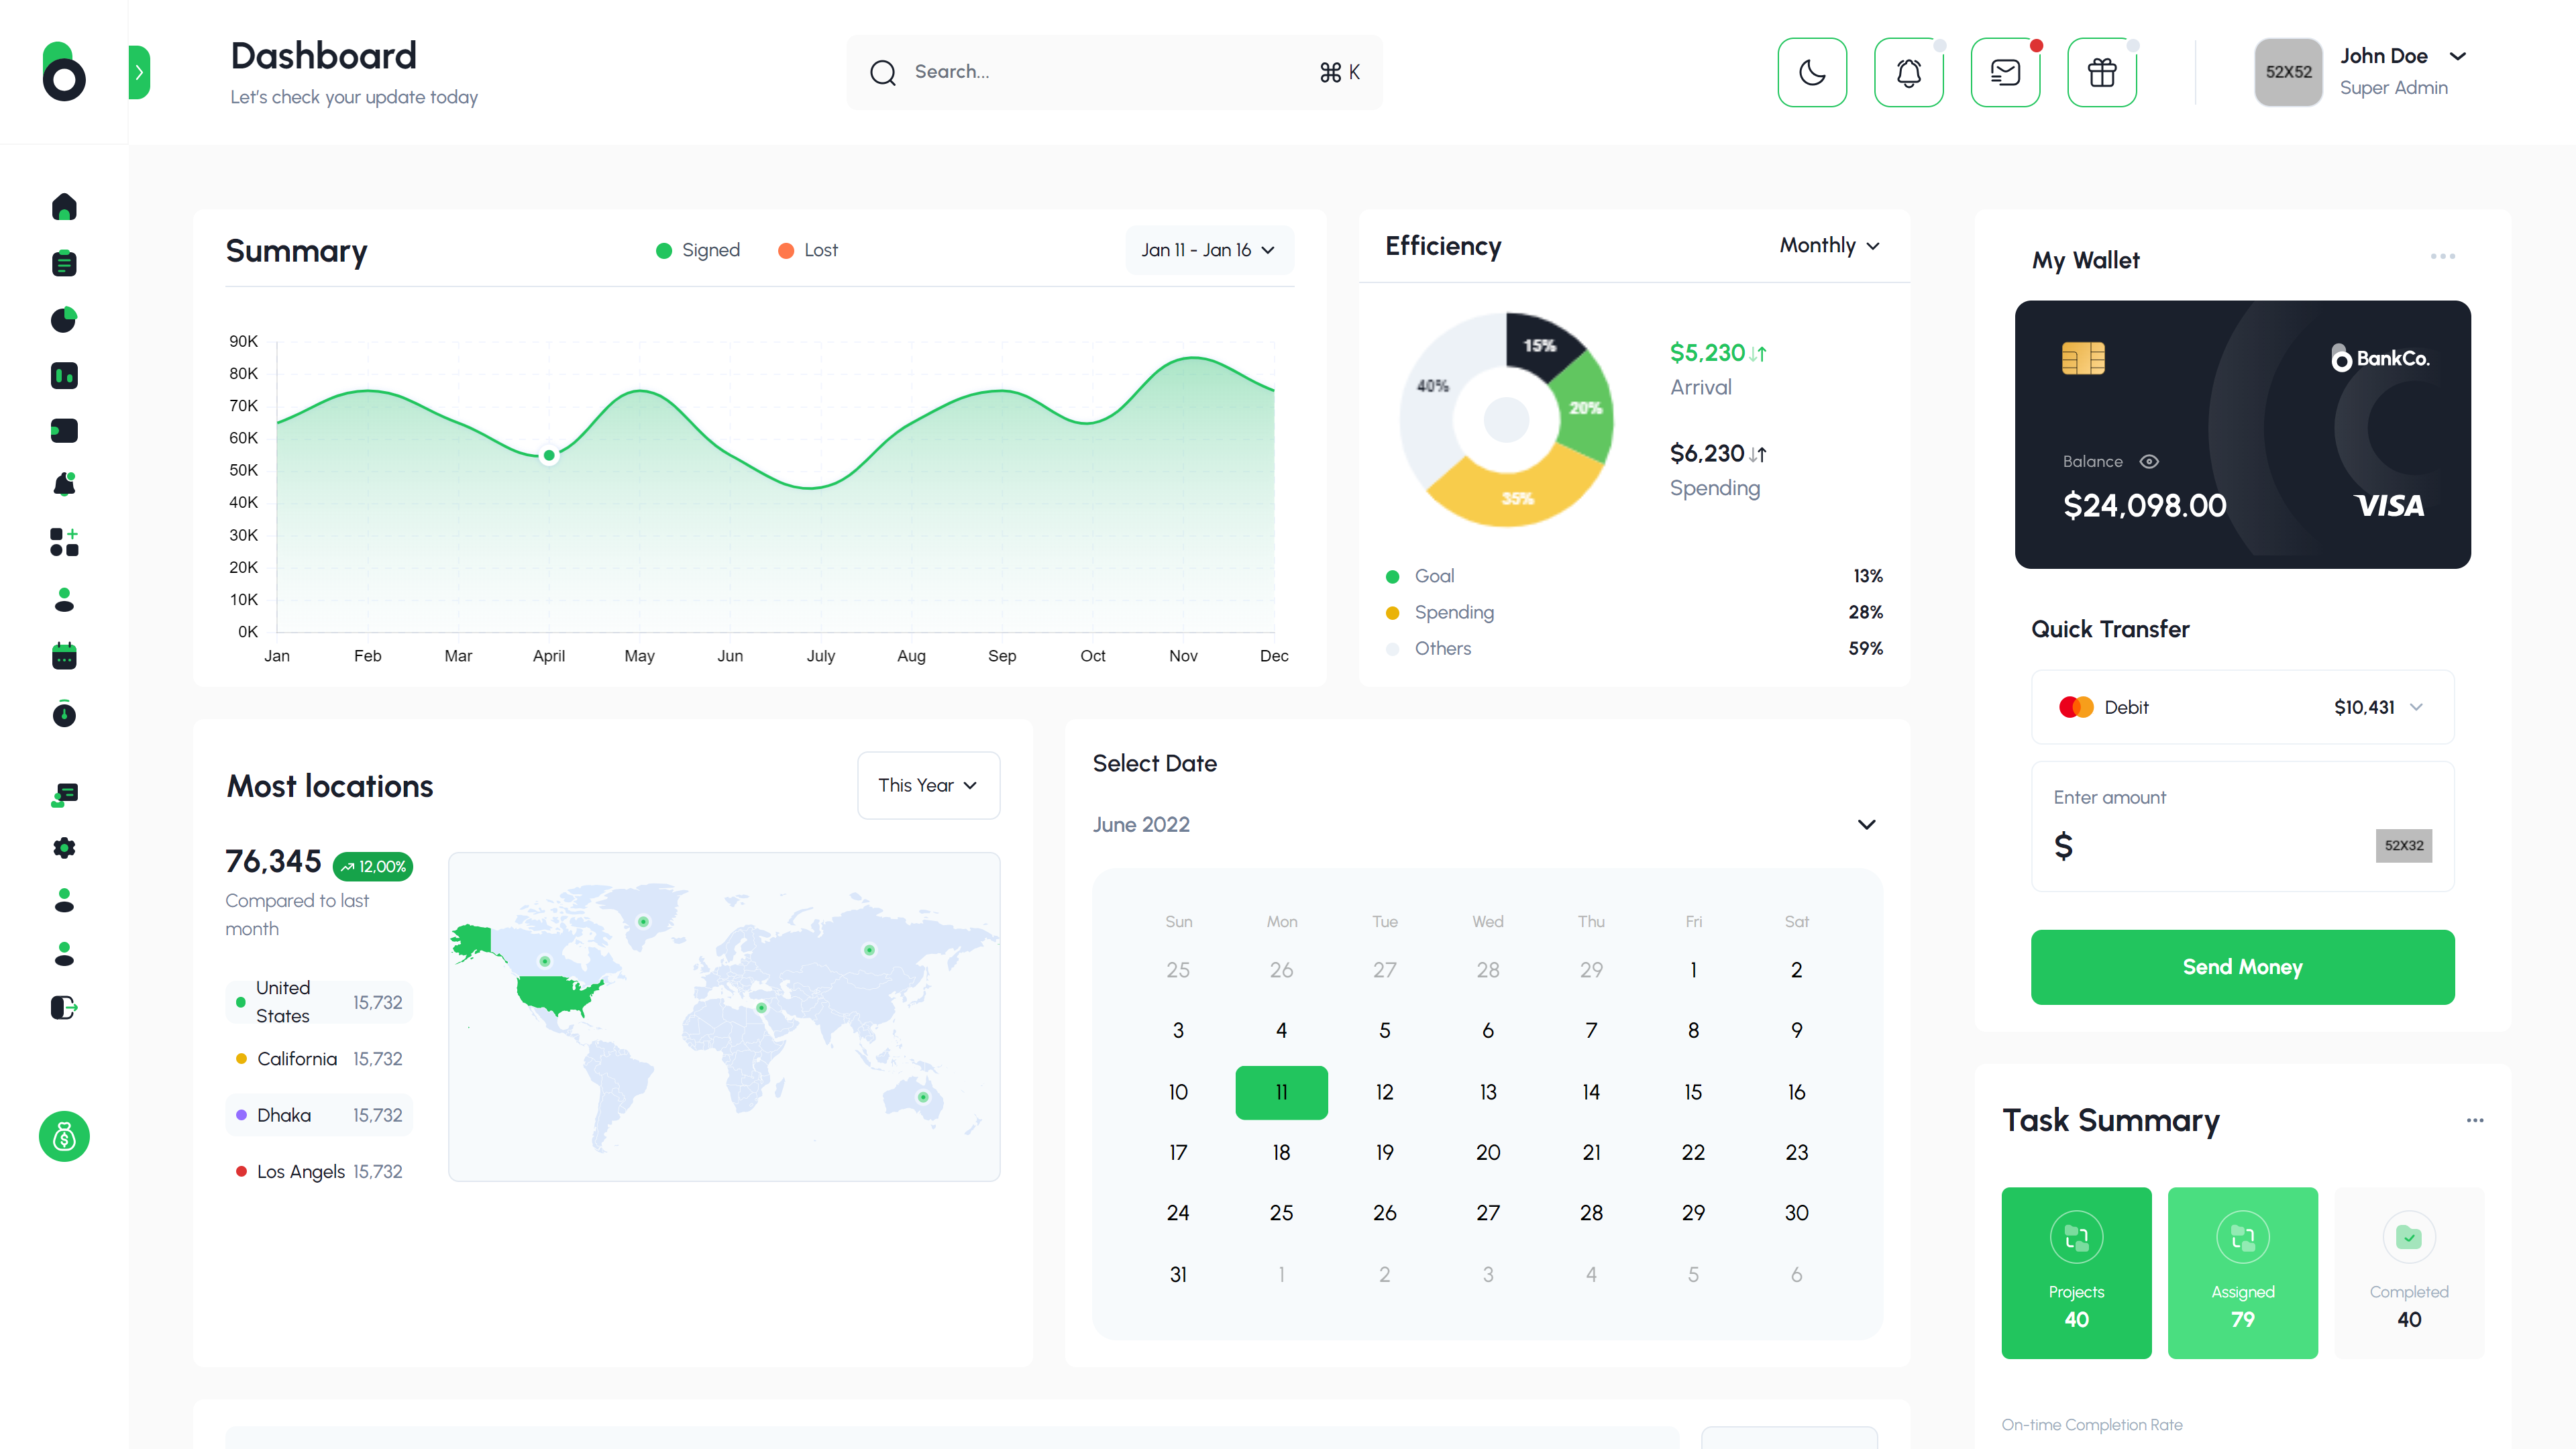 Dashboard
Let's check your update today
Search...
⌘ K
52X52
John Doe
Super Admin
Summary
Signed
Lost
Jan 11 - Jan 16
90K
80K
70K
60K
50K
40K
30K
20K
10K
0K
Jan Feb Mar April May Jun July Aug Sep Oct Nov Dec
Efficiency
Monthly
15%
20%
35%
40%
$5,230
Arrival
$6,230
Spending
Goal 13%
Spending 28%
Others 59%
My Wallet
BankCo.
Balance
$24,098.00
VISA
Quick Transfer
Debit $10,431
Enter amount
$
52X32
Send Money
Most locations
This Year
76,345 12,00%
Compared to last
month
United
States 15,732
California 15,732
Dhaka 15,732
Los Angels 15,732
Select Date
June 2022
Sun Mon Tue Wed Thu Fri Sat
25 26 27 28 29 1 2
3 4 5 6 7 8 9
10 11 12 13 14 15 16
17 18 19 20 21 22 23
24 25 26 27 28 29 30
31 1 2 3 4 5 6
Task Summary
Projects
40
Assigned
79
Completed
40
On-time Completion Rate